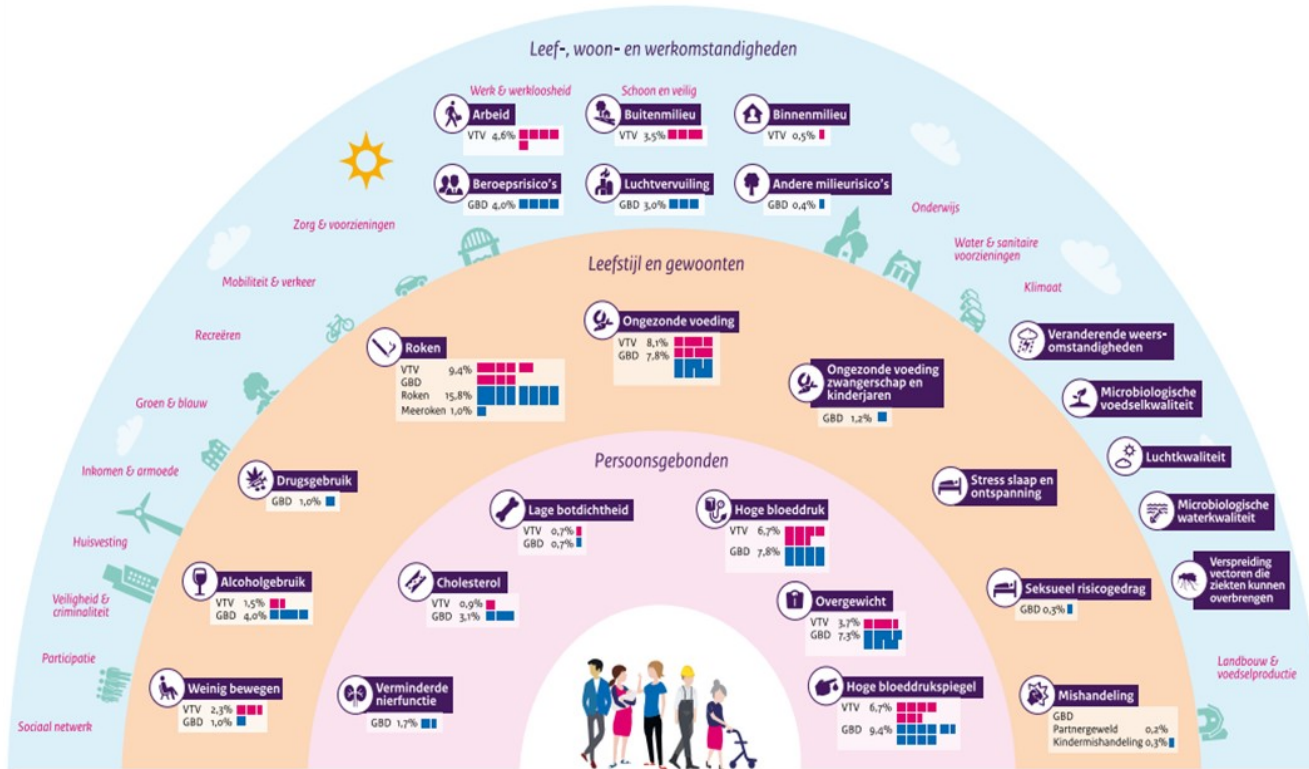 Leef-, woon- en werkomstandigheden
Werk & werkloosheid
Arbeid
VTV 4,6%
Schoon en veilig
Buitenmilieu
VTV 3,5%
Binnenmilieu
VTV 0,5%
Beroepsrisico's
GBD 4,0%
Luchtvervuiling
GBD 3,0%
Andere milieurisico's
GBD 0,4%
Zorg & voorzieningen
Mobiliteit & verkeer
Recreëren
Groen & blauw
Inkomen & armoede
Huisvesting
Veiligheid &
criminaliteit
Participatie
Sociaal netwerk
Onderwijs
Water & sanitaire
voorzieningen
Klimaat
Veranderende weers-
omstandigheden
Microbiologische
voedselkwaliteit
Luchtkwaliteit
Microbiologische
waterkwaliteit
Verspreiding
vectoren die
ziekten kunnen
overbrengen
Landbouw &
voedselproductie
Leefstijl en gewoonten
Roken
VTV 9,4%
GBD
Roken 15,8%
Meeroken 1,0%
Ongezonde voeding
VTV 8,1%
GBD 7,8%
Ongezonde voeding
zwangerschap en
kinderjaren
GBD 1,2%
Drugsgebruik
GBD 1,0%
Stress slaap en
ontspanning
Alcoholgebruik
VTV 1,5%
GBD 4,0%
Seksueel risicogedrag
GBD 0,3%
Weinig bewegen
VTV 2,3%
GBD 1,0%
Mishandeling
GBD
Partnergeweld 0,2%
Kindermishandeling 0,3%
Persoonsgebonden
Lage botdichtheid
VTV 0,7%
GBD 0,7%
Hoge bloeddruk
VTV 6,7%
GBD 7,8%
Cholesterol
VTV 0,9%
GBD 3,1%
Overgewicht
VTV 3,7%
GBD 7,3%
Verminderde
nierfunctie
GBD 1,7%
Hoge bloeddrukspiegel
VTV 6,7%
GBD 9,4%